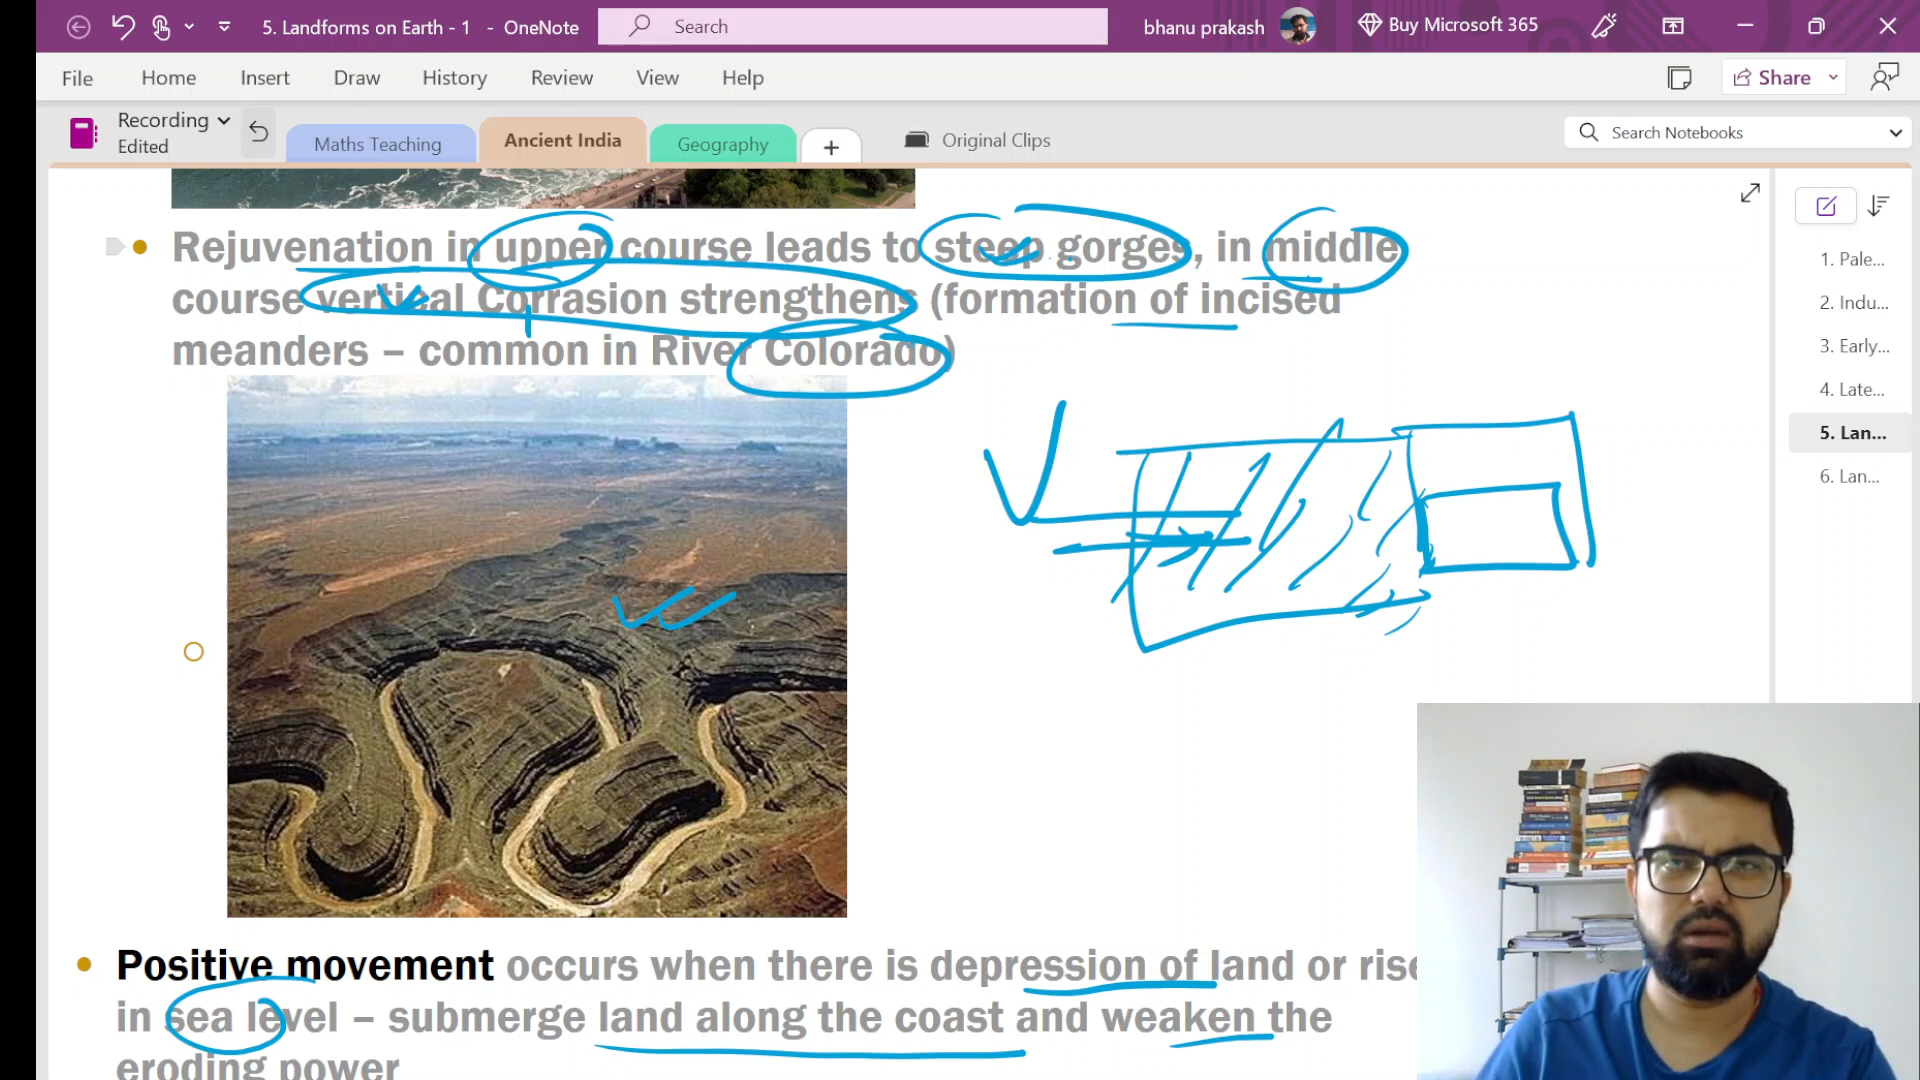 5. Landforms on Earth - 1 - OneNote
Search
bhanu prakash
Buy Microsoft 365
File Home Insert Draw History Review View Help
Share
Recording
Edited
Maths Teaching
Ancient India
Geography
+
Original Clips
Search Notebooks
Rejuvenation in upper course leads to steep gorges, in middle
course vertical Corrasion strengthens (formation of incised
meanders – common in River Colorado)
1. Pale...
2. Indu...
3. Early...
4. Late...
5. Lan...
6. Lan...
Positive movement occurs when there is depression of land or rise
in sea level – submerge land along the coast and weaken the
eroding power